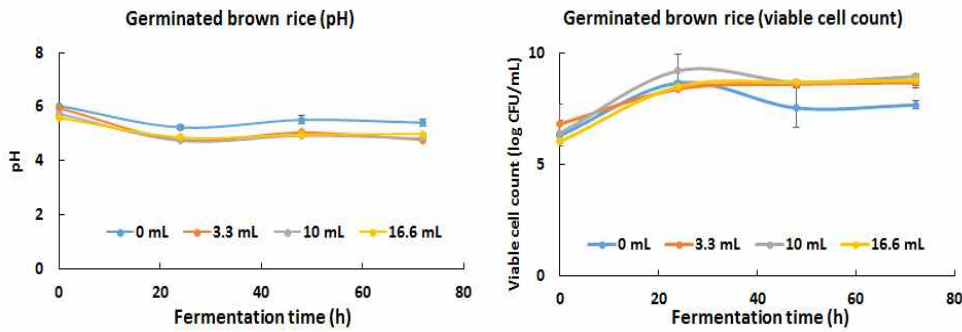 Germinated brown rice (pH)
8
6
4
2
0
pH
0 mL 3.3 mL 10 mL 16.6 mL
0 20 40 60 80
Fermentation time (h)
Germinated brown rice (viable cell count)
10
5
0
Viable cell count (log CFU/mL)
0 mL 3.3 mL 10 mL 16.6 mL
0 20 40 60 80
Fermentation time (h)